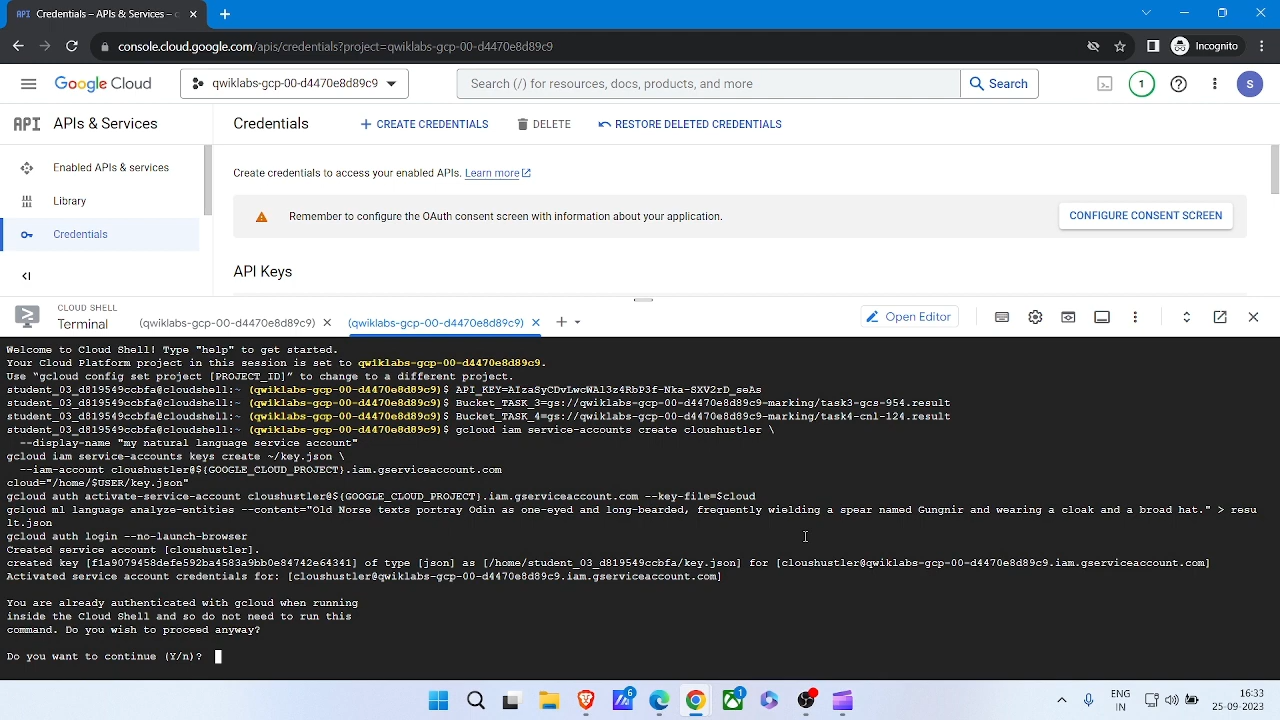 API Credentials – APIs & Services – c
console.cloud.google.com/apis/credentials?project=qwiklabs-gcp-00-d4470e8d89c9
Incognito
Google Cloud
qwiklabs-gcp-00-d4470e8d89c9
Search (/) for resources, docs, products, and more
Search
1
S
API APIs & Services
Credentials
+ CREATE CREDENTIALS
DELETE
RESTORE DELETED CREDENTIALS
Enabled APIs & services
Library
Credentials
Create credentials to access your enabled APIs. Learn more
Remember to configure the OAuth consent screen with information about your application.
CONFIGURE CONSENT SCREEN
API Keys
CLOUD SHELL
Terminal
(qwiklabs-gcp-00-d4470e8d89c9)
(qwiklabs-gcp-00-d4470e8d89c9)
Open Editor
Welcome to Cloud Shell! Type "help" to get started.
Your Cloud Platform project in this session is set to qwiklabs-gcp-00-d4470e8d89c9.
Use “gcloud config set project [PROJECT_ID]” to change to a different project.
student_03_d819549ccbfa@cloudshell:~ (qwiklabs-gcp-00-d4470e8d89c9)$ API_KEY=AIzaSyCDvLwcWAl3z4RbP3f-Nka-SXV2rD_seAs
student_03_d819549ccbfa@cloudshell:~ (qwiklabs-gcp-00-d4470e8d89c9)$ Bucket_TASK_3=gs://qwiklabs-gcp-00-d4470e8d89c9-marking/task3-gcs-954.result
student_03_d819549ccbfa@cloudshell:~ (qwiklabs-gcp-00-d4470e8d89c9)$ Bucket_TASK_4=gs://qwiklabs-gcp-00-d4470e8d89c9-marking/task4-cnl-124.result
student_03_d819549ccbfa@cloudshell:~ (qwiklabs-gcp-00-d4470e8d89c9)$ gcloud iam service-accounts create cloushustler \
--display-name "my natural language service account"
gcloud iam service-accounts keys create ~/key.json \
--iam-account cloushustler@${GOOGLE_CLOUD_PROJECT}.iam.gserviceaccount.com
cloud="/home/$USER/key.json"
gcloud auth activate-service-account cloushustler@${GOOGLE_CLOUD_PROJECT}.iam.gserviceaccount.com --key-file=$cloud
gcloud ml language analyze-entities --content="Old Norse texts portray Odin as one-eyed and long-bearded, frequently wielding a spear named Gungnir and wearing a cloak and a broad hat." > resu
lt.json
gcloud auth login --no-launch-browser
Created service account [cloushustler].
created key [f1a9079458defe592ba4583a9bb0e84742e64341] of type [json] as [/home/student_03_d819549ccbfa/key.json] for [cloushustler@qwiklabs-gcp-00-d4470e8d89c9.iam.gserviceaccount.com]
Activated service account credentials for: [cloushustler@qwiklabs-gcp-00-d4470e8d89c9.iam.gserviceaccount.com]
You are already authenticated with gcloud when running
inside the Cloud Shell and so do not need to run this
command. Do you wish to proceed anyway?
Do you want to continue (Y/n)?
6
1
ENG
IN
16:33
25-09-2023